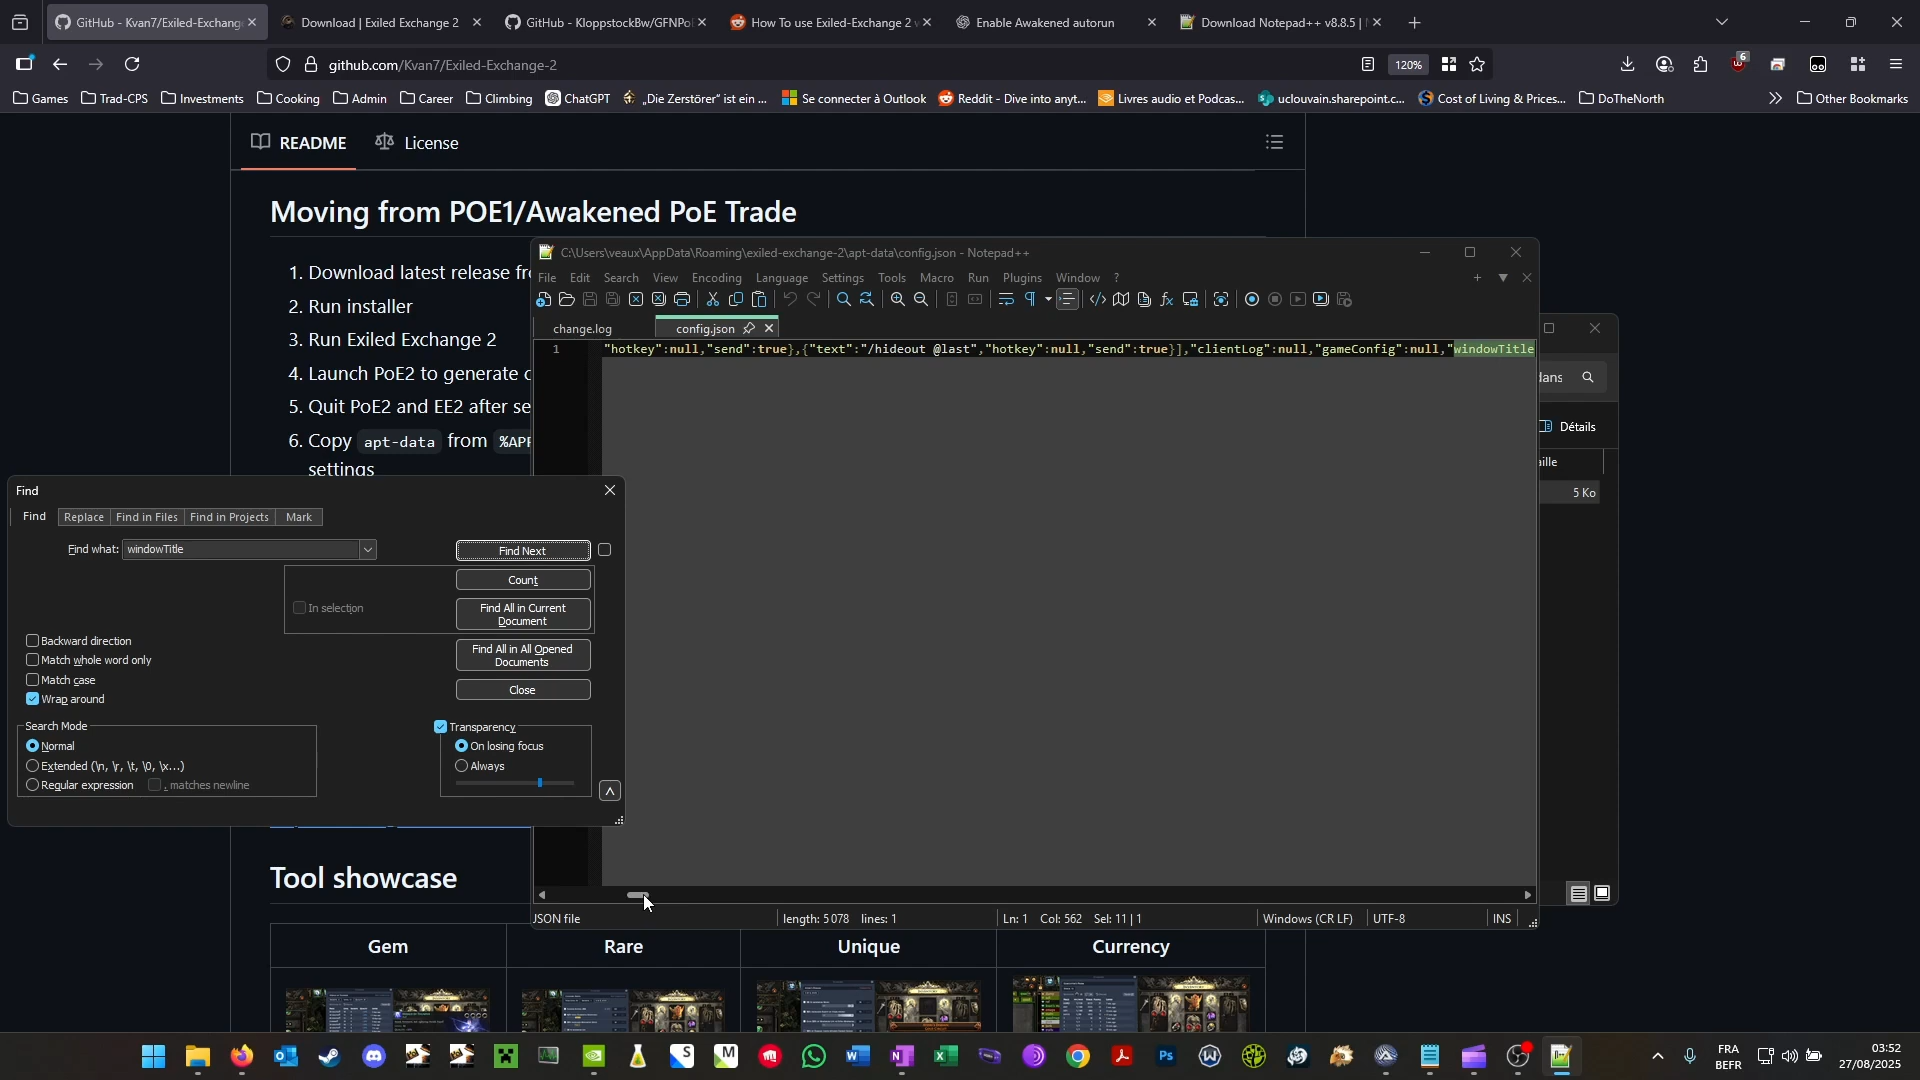 GitHub - Kvan7/Exiled-Exchang
Download | Exiled Exchange 2
GitHub - KloppstockBw/GFNPo
How To use Exiled-Exchange 2 v
Enable Awakened autorun
Download Notepad++ v8.8.5 |
github.com/Kvan7/Exiled-Exchange-2
120%
6
Games
Trad-CPS
Investments
Cooking
Admin
Career
Climbing
ChatGPT
„Die Zerstörer“ ist ein ...
Se connecter à Outlook
Reddit - Dive into anyt...
Livres audio et Podcas...
uclouvain.sharepoint.c...
Cost of Living & Prices...
DoTheNorth
Other Bookmarks
README
License
Moving from POE1/Awakened PoE Trade
1. Download latest release fr
2. Run installer
3. Run Exiled Exchange 2
4. Launch PoE2 to generate
5. Quit PoE2 and EE2 after se
6. Copy apt-data from %APP
settings
C:\Users\veaux\AppData\Roaming\exiled-exchange-2\apt-data\config.json - Notepad++
File Edit Search View Encoding Language Settings Tools Macro Run Plugins Window ?
change.log
config.json
1
"hotkey":null,"send":true},{"text":"/hideout @last","hotkey":null,"send":true}],"clientLog":null,"gameConfig":null,"windowTitle
dans
Détails
aille
5 Ko
Find
Find
Replace
Find in Files
Find in Projects
Mark
Find what:
windowTitle
Find Next
Count
In selection
Find All in Current
Document
Backward direction
Find All in All Opened
Documents
Match whole word only
Match case
Close
Wrap around
Search Mode
Transparency
Normal
On losing focus
Extended (\n, \r, \t, \0, \x...)
Always
Regular expression
. matches newline
JSON file
length: 5 078 lines: 1
Ln: 1 Col: 562 Sel: 11 | 1
Windows (CR LF)
UTF-8
INS
Tool showcase
Gem
Rare
Unique
Currency
FRA
BEFR
03:52
27/08/2025